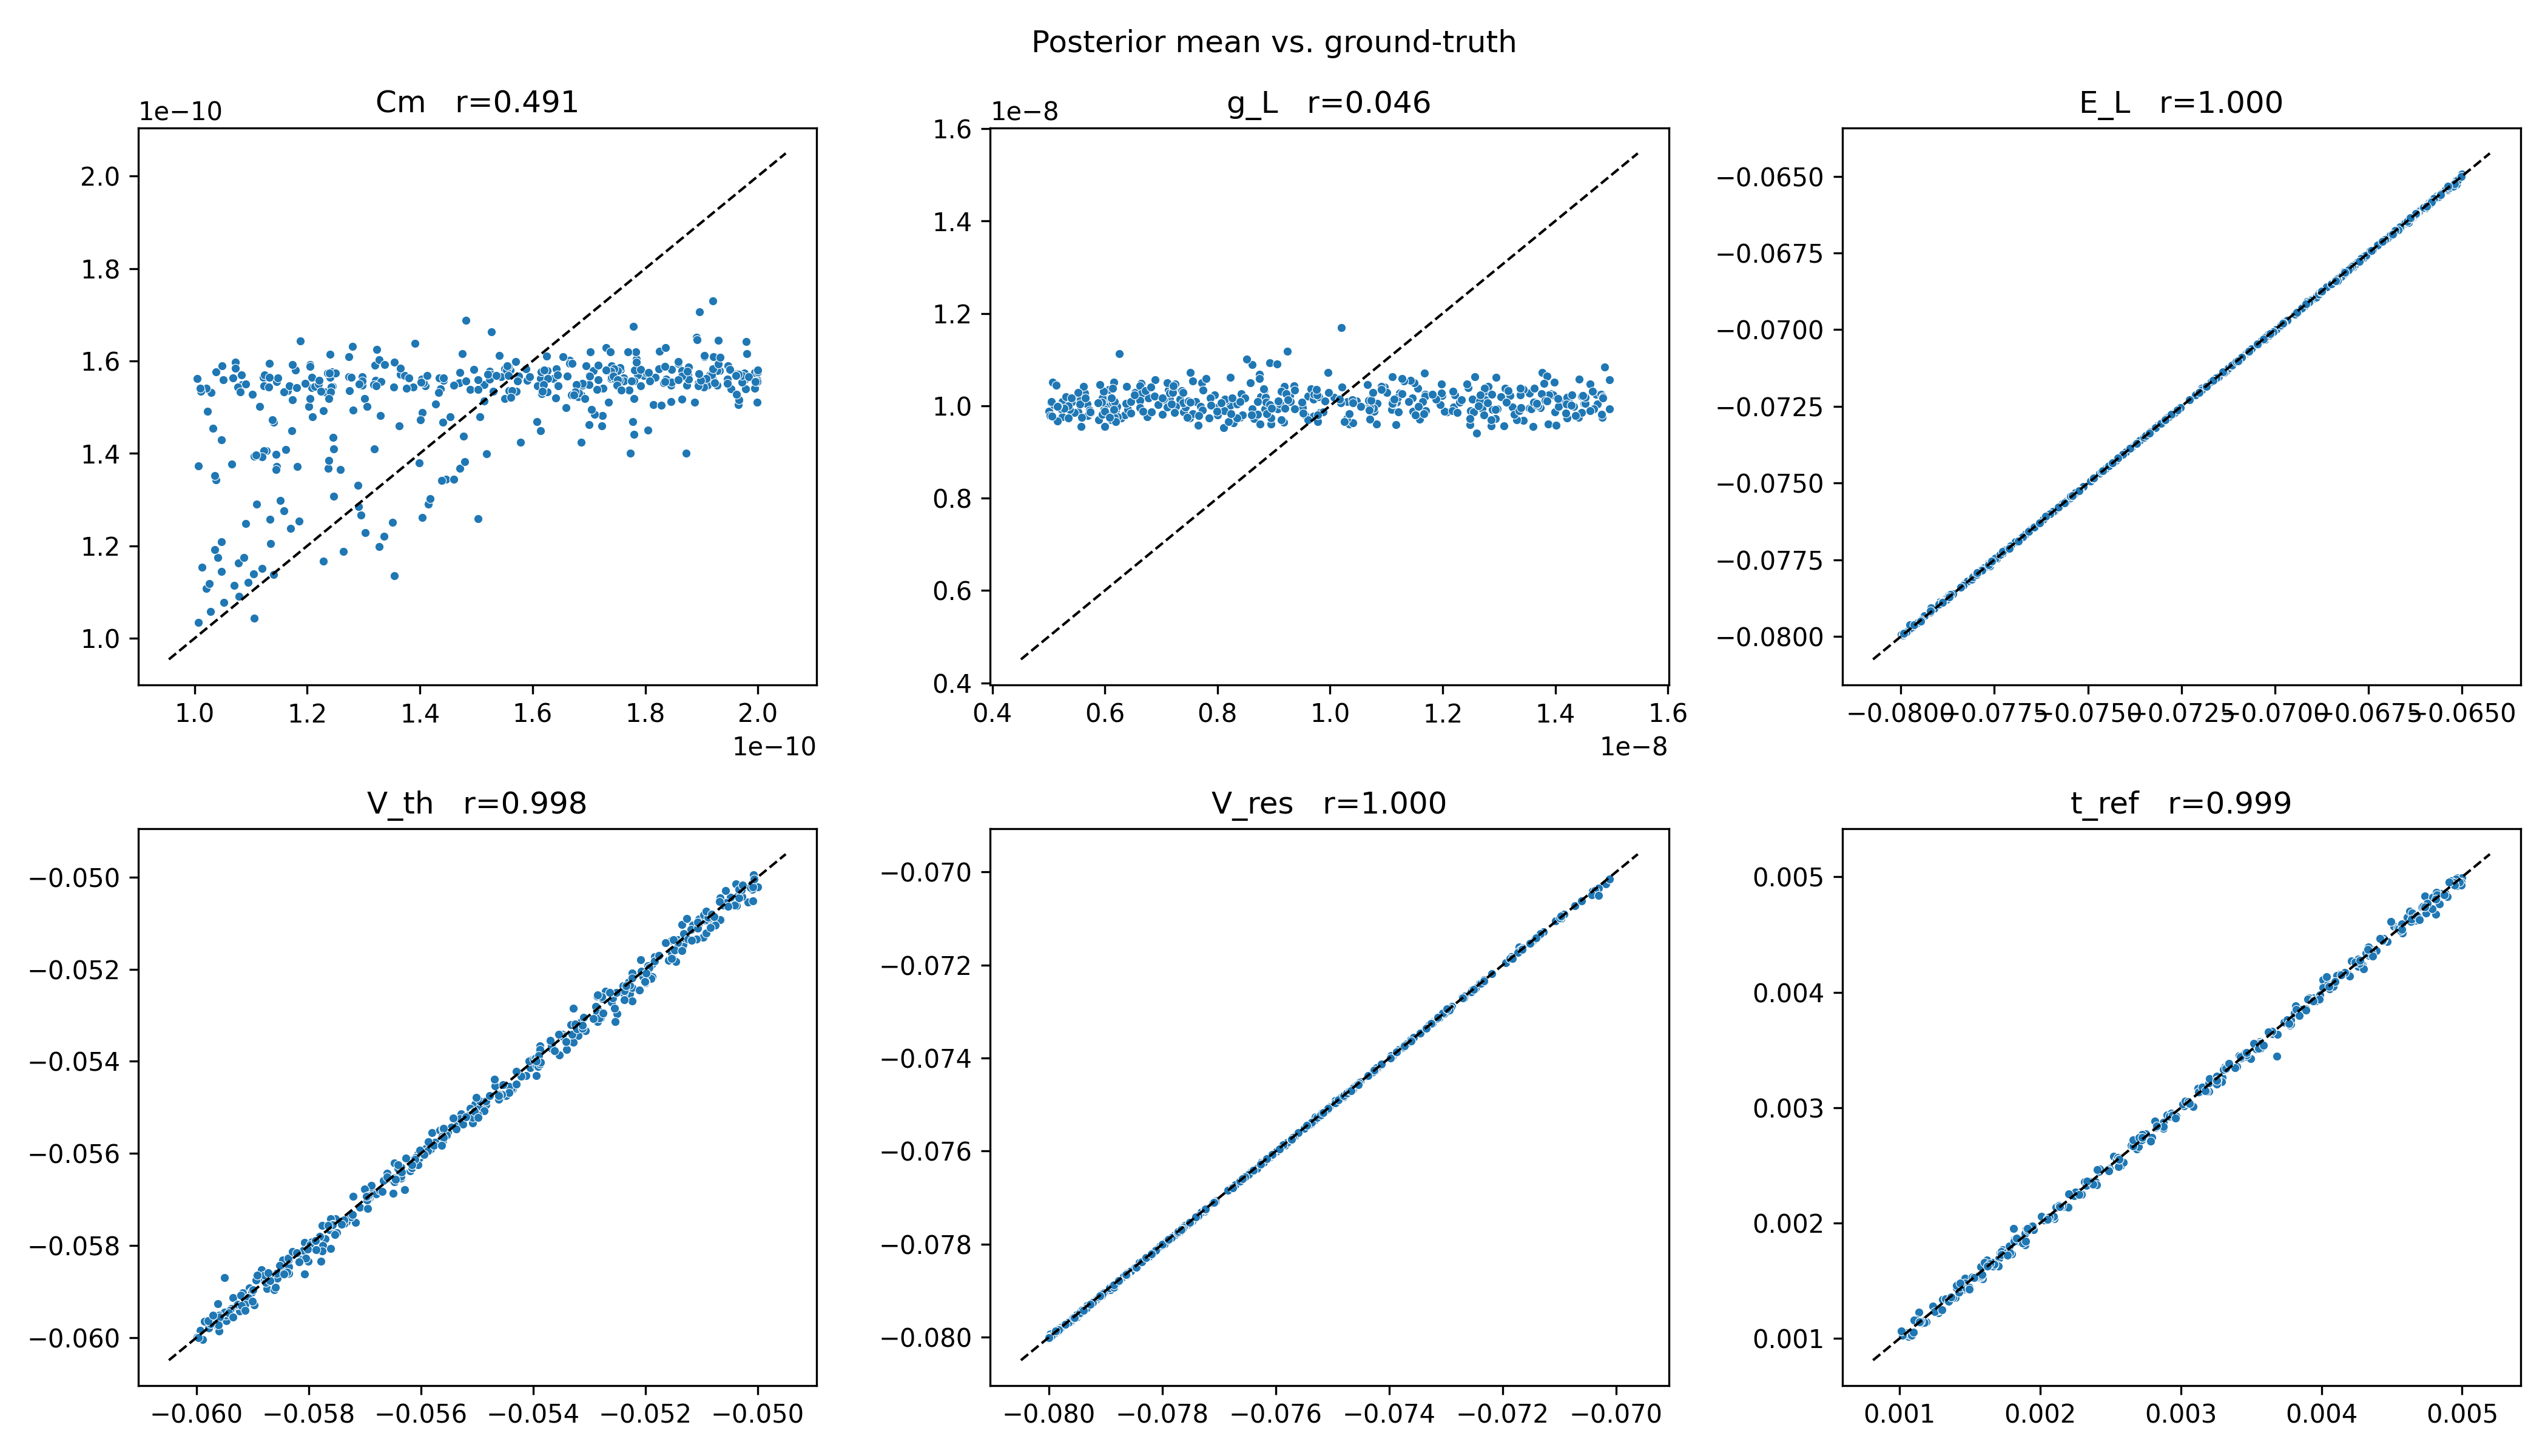 Posterior mean vs. ground-truth
Cm r=0.491
1e−10
2.0
1.8
1.6
1.4
1.2
1.0
1.0 1.2 1.4 1.6 1.8 2.0
1e−10
g_L r=0.046
1e−8
1.6
1.4
1.2
1.0
0.8
0.6
0.4
0.4 0.6 0.8 1.0 1.2 1.4 1.6
1e−8
E_L r=1.000
−0.0650
−0.0675
−0.0700
−0.0725
−0.0750
−0.0775
−0.0800
−0.0800 −0.0775 −0.0750 −0.0725 −0.0700 −0.0675 −0.0650
V_th r=0.998
−0.050
−0.052
−0.054
−0.056
−0.058
−0.060
−0.060 −0.058 −0.056 −0.054 −0.052 −0.050
V_res r=1.000
−0.070
−0.072
−0.074
−0.076
−0.078
−0.080
−0.080 −0.078 −0.076 −0.074 −0.072 −0.070
t_ref r=0.999
0.005
0.004
0.003
0.002
0.001
0.001 0.002 0.003 0.004 0.005